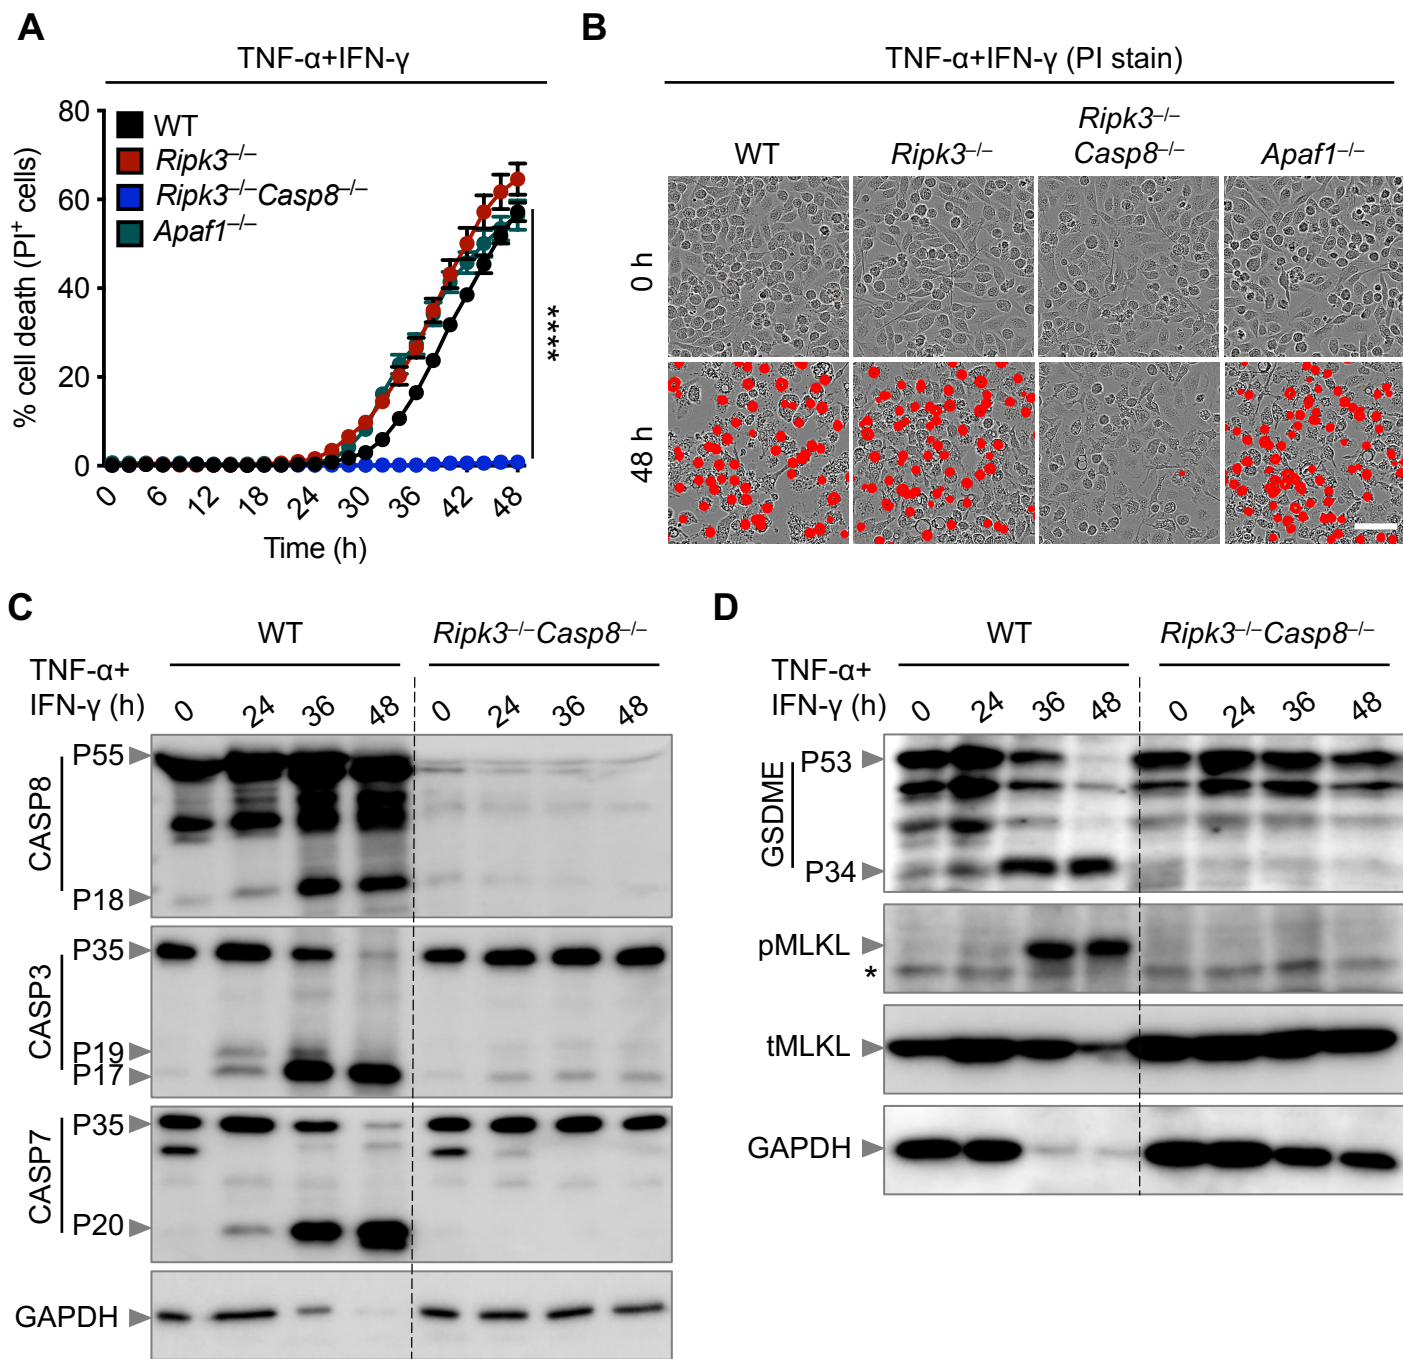 A
TNF-α+IFN-γ
% cell death (PI⁺ cells)
80
60
40
20
0
WT
Ripk3⁻/⁻
Ripk3⁻/⁻Casp8⁻/⁻
Apaf1⁻/⁻
****
0 6 12 18 24 30 36 42 48
Time (h)
B
TNF-α+IFN-γ (PI stain)
WT
Ripk3⁻/⁻
Ripk3⁻/⁻
Casp8⁻/⁻
Apaf1⁻/⁻
0 h
48 h
C
WT Ripk3⁻/⁻Casp8⁻/⁻
TNF-α+
IFN-γ (h) 0 24 36 48 0 24 36 48
CASP8
P55
P18
CASP3
P35
P19
P17
CASP7
P35
P20
GAPDH
D
WT Ripk3⁻/⁻Casp8⁻/⁻
TNF-α+
IFN-γ (h) 0 24 36 48 0 24 36 48
GSDME
P53
P34
pMLKL
*
tMLKL
GAPDH